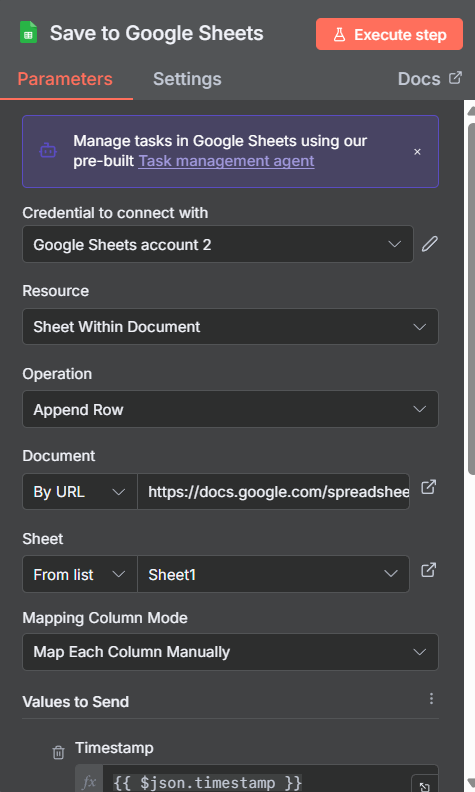 Save to Google Sheets
Execute step
Parameters
Settings
Docs
Manage tasks in Google Sheets using our
pre-built Task management agent
×
Credential to connect with
Google Sheets account 2
Resource
Sheet Within Document
Operation
Append Row
Document
By URL
https://docs.google.com/spreadshee
Sheet
From list
Sheet1
Mapping Column Mode
Map Each Column Manually
Values to Send
Timestamp
fx
{{ $json.timestamp }}